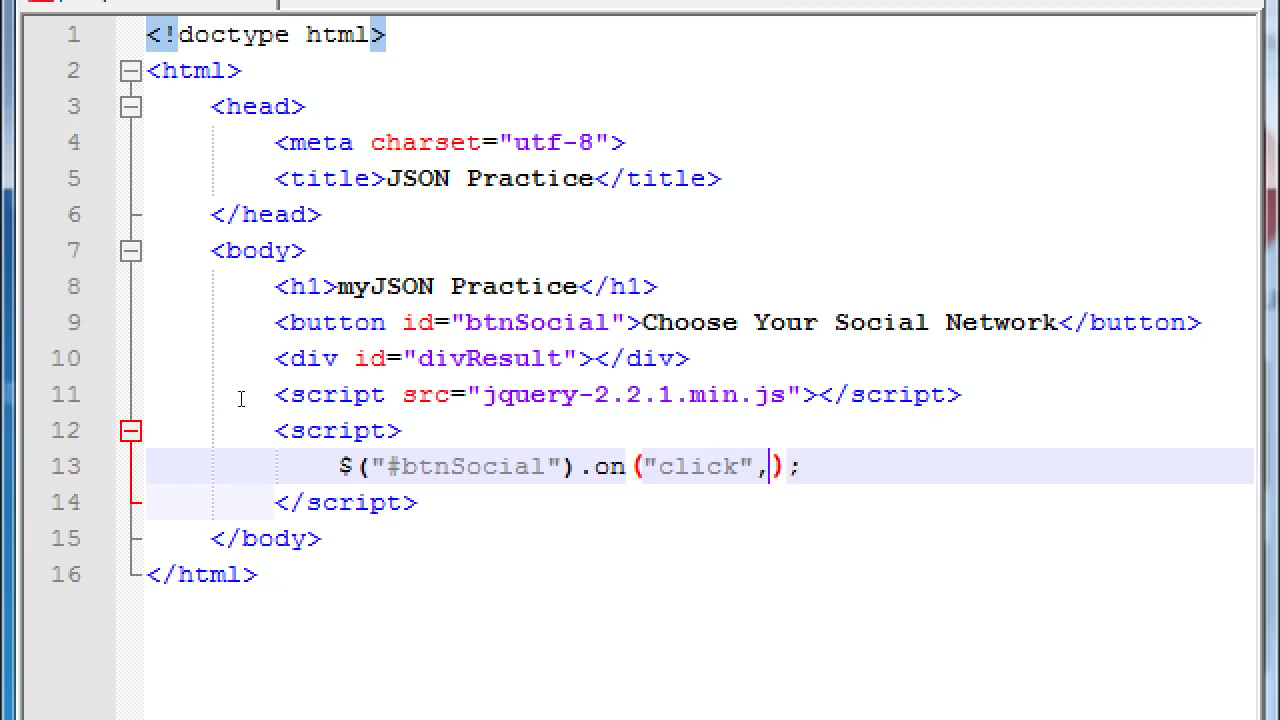 1 <!doctype html>
2 <html>
3 <head>
4 <meta charset="utf-8">
5 <title>JSON Practice</title>
6 </head>
7 <body>
8 <h1>myJSON Practice</h1>
9 <button id="btnSocial">Choose Your Social Network</button>
10 <div id="divResult"></div>
11 <script src="jquery-2.2.1.min.js"></script>
12 <script>
13 $("#btnSocial").on("click",);
14 </script>
15 </body>
16 </html>